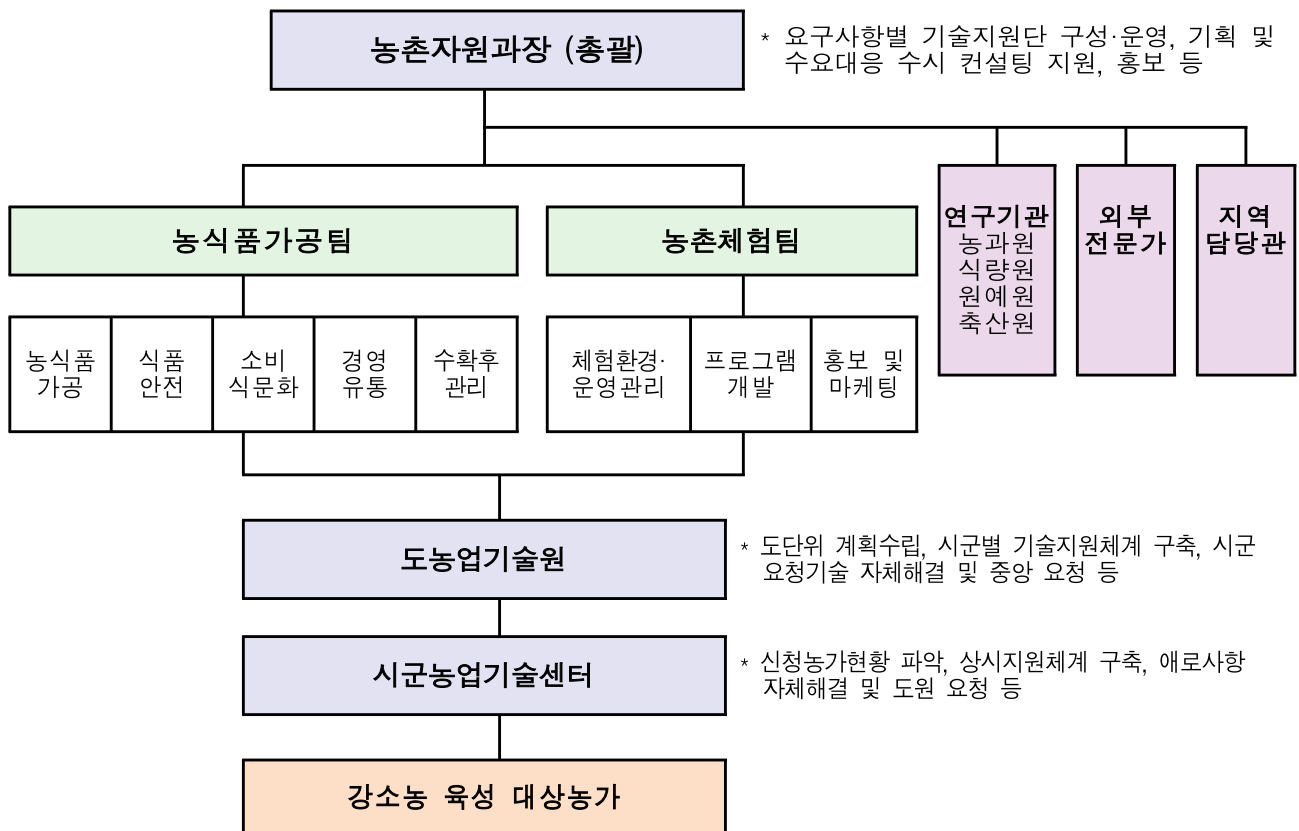 농촌자원과장 (총괄)
* 요구사항별 기술지원단 구성·운영, 기획 및
수요대응 수시 컨설팅 지원, 홍보 등
농식품가공팀
농촌체험팀
연구기관
농과원
식량원
원예원
축산원
외부
전문가
지역
담당관
농식품
가공
식품
안전
소비
식문화
경영
유통
수확후
관리
체험환경·
운영관리
프로그램
개발
홍보 및
마케팅
도농업기술원
* 도단위 계획수립, 시군별 기술지원체계 구축, 시군
요청기술 자체해결 및 중앙 요청 등
시군농업기술센터
* 신청농가현황 파악, 상시지원체계 구축, 애로사항
자체해결 및 도원 요청 등
강소농 육성 대상농가